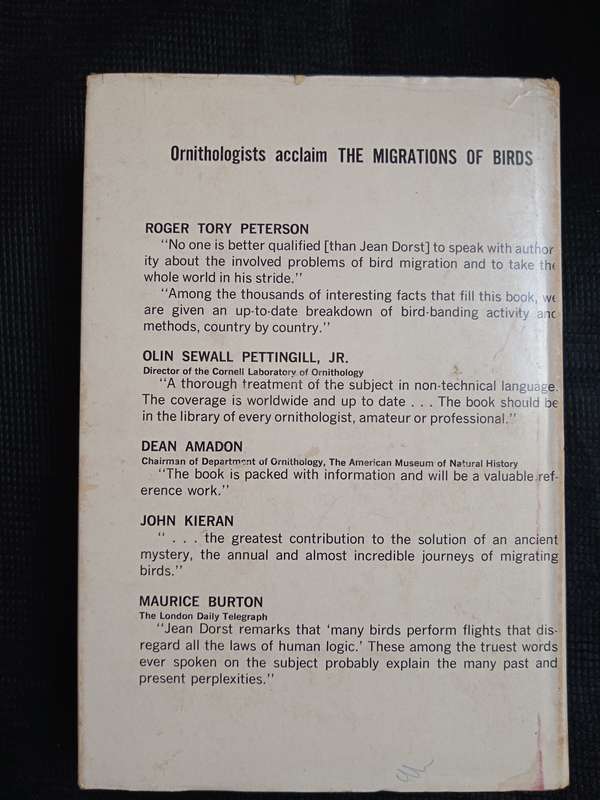 Ornithologists acclaim THE MIGRATIONS OF BIRDS
ROGER TORY PETERSON
"No one is better qualified [than Jean Dorst] to speak with author
ity about the involved problems of bird migration and to take the
whole world in his stride."
"Among the thousands of interesting facts that fill this book, we
are given an up-to-date breakdown of bird-banding activity and
methods, country by country."
OLIN SEWALL PETTINGILL, JR.
Director of the Cornell Laboratory of Ornithology
"A thorough treatment of the subject in non-technical language.
The coverage is worldwide and up to date . . . The book should be
in the library of every ornithologist, amateur or professional."
DEAN AMADON
Chairman of Department of Ornithology, The American Museum of Natural History
"The book is packed with information and will be a valuable ref-
erence work."
JOHN KIERAN
" . . . the greatest contribution to the solution of an ancient
mystery, the annual and almost incredible journeys of migrating
birds."
MAURICE BURTON
The London Daily Telegraph
"Jean Dorst remarks that 'many birds perform flights that dis-
regard all the laws of human logic.' These among the truest words
ever spoken on the subject probably explain the many past and
present perplexities."